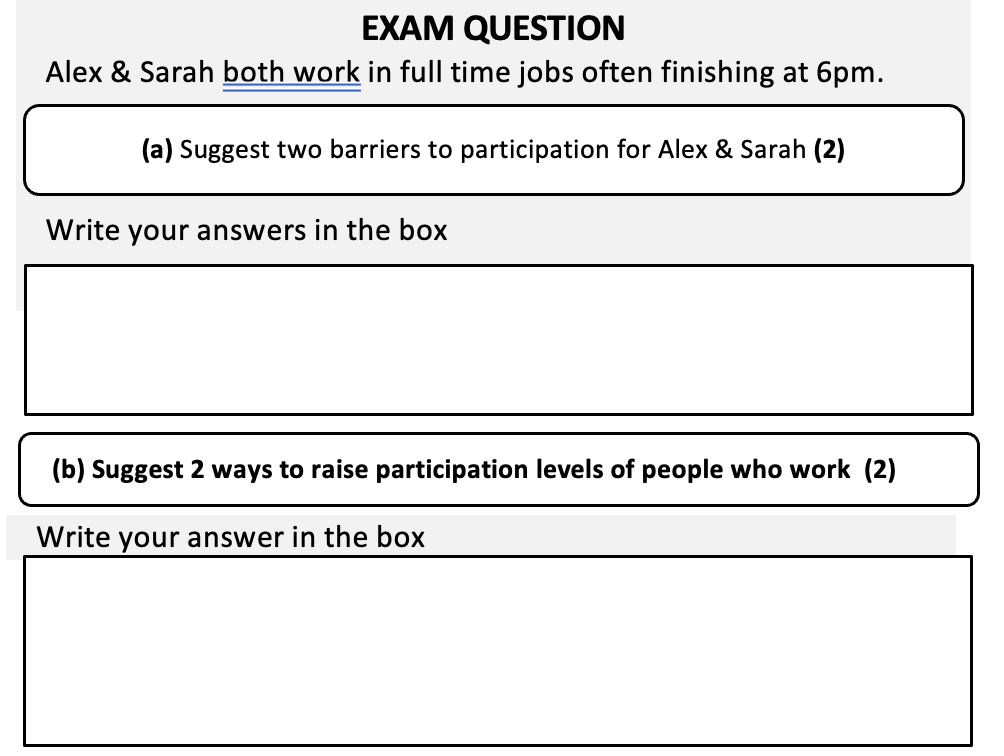 EXAM QUESTION
Alex & Sarah both work in full time jobs often finishing at 6pm.
(a) Suggest two barriers to participation for Alex & Sarah (2)
Write your answers in the box
(b) Suggest 2 ways to raise participation levels of people who work (2)
Write your answer in the box